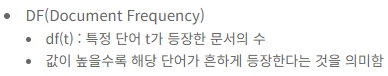 DF(Document Frequency)
df(t) : 특정 단어 t가 등장한 문서의 수
값이 높을수록 해당 단어가 흔하게 등장한다는 것을 의미함